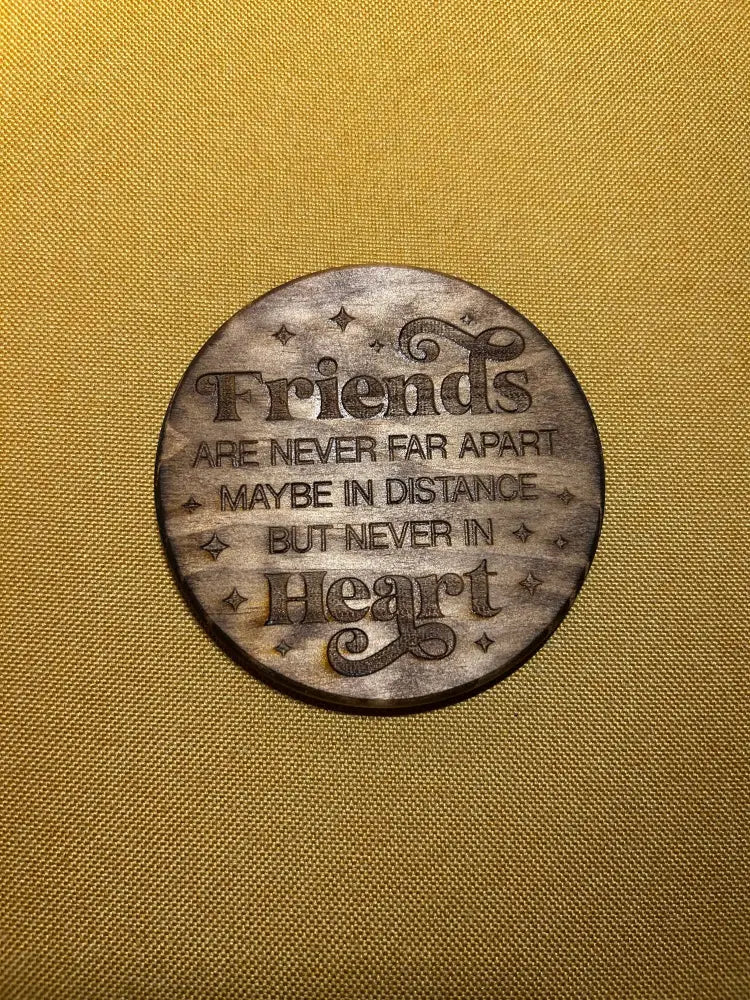 Friends
ARE NEVER FAR APART
MAYBE IN DISTANCE
BUT NEVER IN
Heart